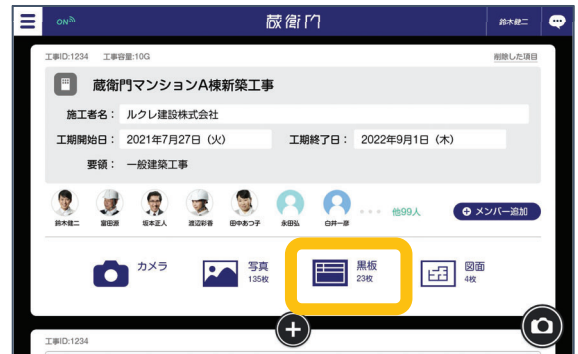 ON
蔵衛門
鈴木健二
工事ID:1234 工事容量:10G 削除した項目
蔵衛門マンションA棟新築工事
施工者名： ルクレ建設株式会社
工期開始日： 2021年7月27日（火） 工期終了日： 2022年9月1日（木）
要領： 一般建築工事
鈴木健二 富田源 坂本正人 渡辺彩香 田中あつ子 永田弘 白井一郎 他99人 メンバー追加
カメラ 写真 黒板 図面
135枚 23枚 4枚
工事ID:1234